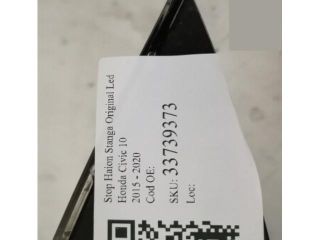 Stop Haion Stanga Original Led
Honda Civic 10
2015 - 2020
Cod OE:
SKU: 33739373
Loc: